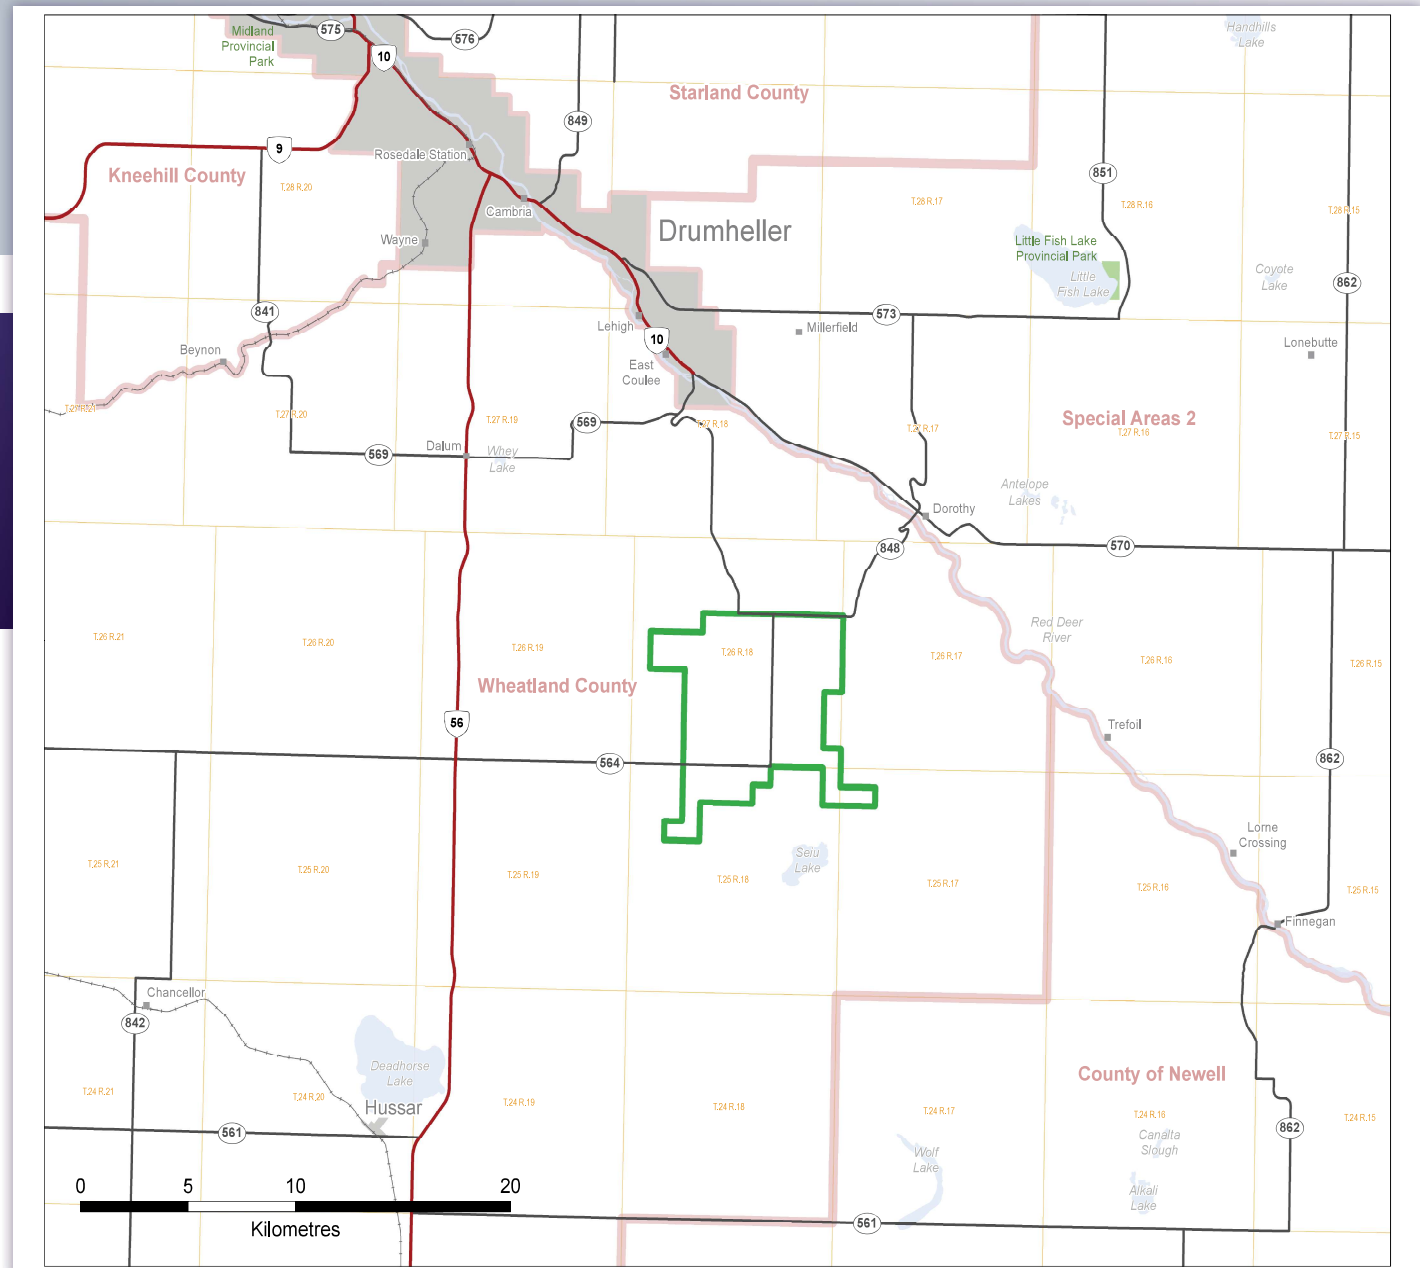 Midland
Provincial
Park
575
576
10
Handhills
Lake
Starland County
849
9
Rosedale Station
Kneehill County
851
T.28 R.20
T.28 R.17
T.28 R.16
T.28 R.15
Cambria
Drumheller
Wayne
Little Fish Lake
Provincial Park
Little
Fish Lake
Coyote
Lake
862
841
573
Lehigh
Millerfield
10
Beynon
East
Coulee
Lonebutte
T.27 R.21
T.27 R.20
T.27 R.19
569
T.27 R.18
T.27 R.17
Special Areas 2
T.27 R.16
T.27 R.15
569
Dalum
Whey
Lake
Antelope
Lakes
Dorothy
848
570
T.26 R.21
T.26 R.20
T.26 R.19
T.26 R.18
T.26 R.17
Red Deer
River
T.26 R.16
T.26 R.15
Wheatland County
56
Trefoil
564
862
Lorne
Crossing
T.25 R.21
T.25 R.20
T.25 R.19
T.25 R.18
Seiu
Lake
T.25 R.17
T.25 R.16
T.25 R.15
Finnegan
Chancellor
842
Deadhorse
Lake
County of Newell
T.24 R.21
T.24 R.20
Hussar
T.24 R.19
T.24 R.18
T.24 R.17
T.24 R.16
T.24 R.15
561
862
Canalta
Slough
Wolf
Lake
Alkali
Lake
0 5 10 20
Kilometres
561